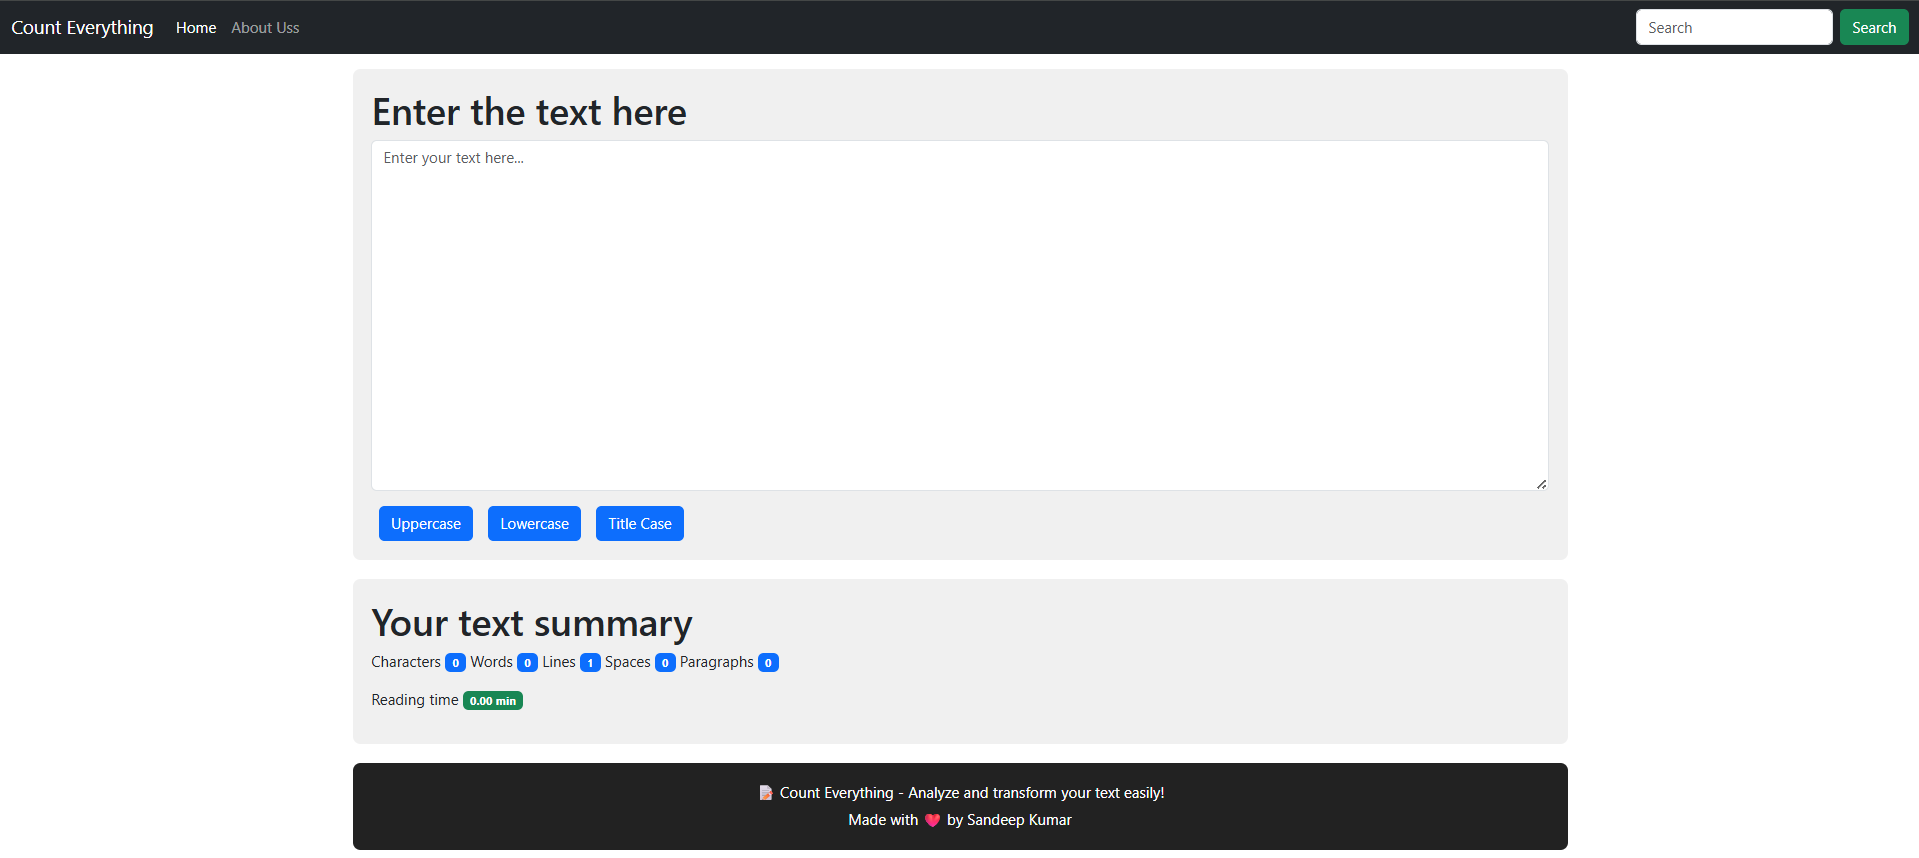 Count Everything Home About Uss Search Search
Enter the text here
Enter your text here...
Uppercase Lowercase Title Case
Your text summary
Characters 0 Words 0 Lines 1 Spaces 0 Paragraphs 0
Reading time 0.00 min
📝 Count Everything - Analyze and transform your text easily!
Made with ❤️ by Sandeep Kumar